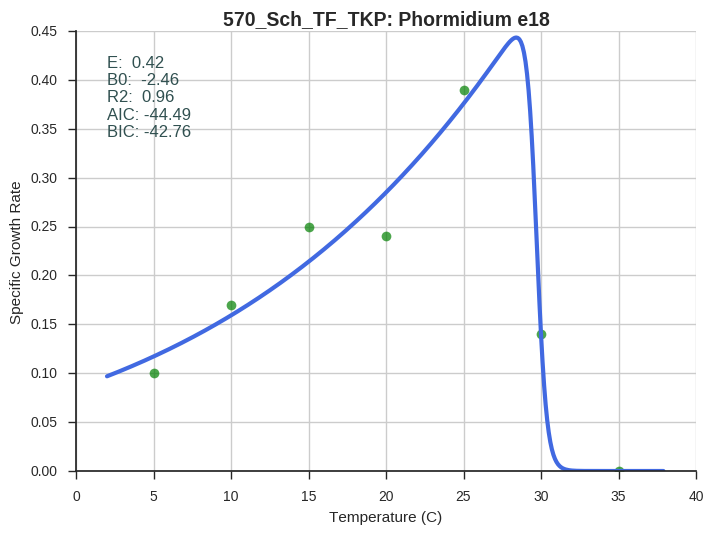 570_Sch_TF_TKP: Phormidium e18
E:  0.42
B0:  -2.46
R2:  0.96
AIC: -44.49
BIC: -42.76
0.45
0.40
0.35
0.30
0.25
0.20
0.15
0.10
0.05
0.00
Specific Growth Rate
0 5 10 15 20 25 30 35 40
Temperature (C)